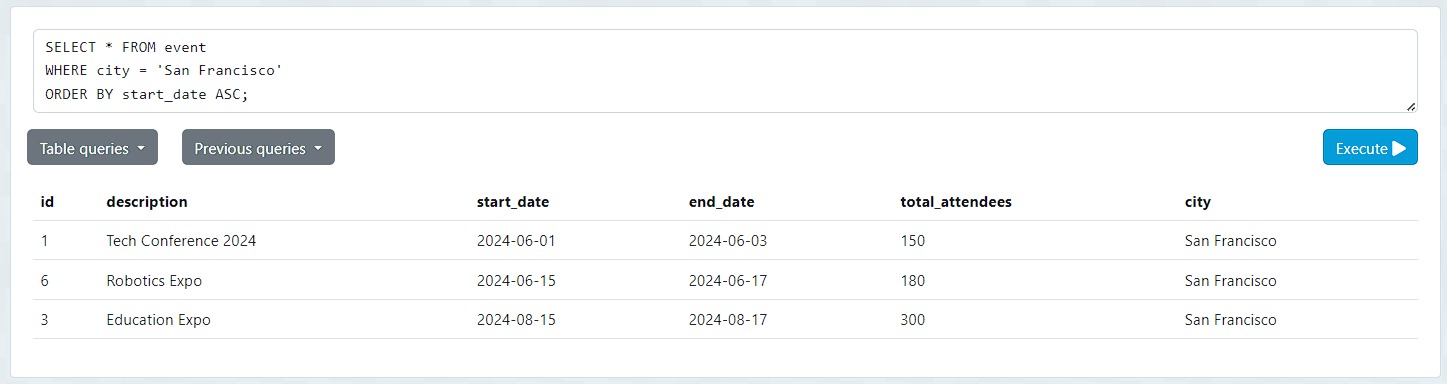 SELECT * FROM event
WHERE city = 'San Francisco'
ORDER BY start_date ASC;
Table queries Previous queries Execute
id description start_date end_date total_attendees city
1 Tech Conference 2024 2024-06-01 2024-06-03 150 San Francisco
6 Robotics Expo 2024-06-15 2024-06-17 180 San Francisco
3 Education Expo 2024-08-15 2024-08-17 300 San Francisco